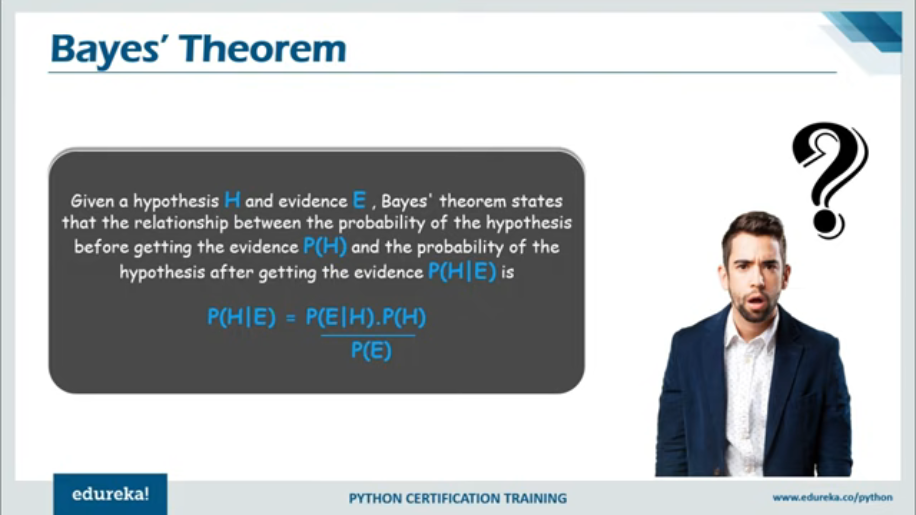 Bayes' Theorem
?
Given a hypothesis H and evidence E , Bayes' theorem states
that the relationship between the probability of the hypothesis
before getting the evidence P(H) and the probability of the
hypothesis after getting the evidence P(H|E) is
P(H|E) = P(E|H).P(H)
P(E)
edureka!
PYTHON CERTIFICATION TRAINING
www.edureka.co/python